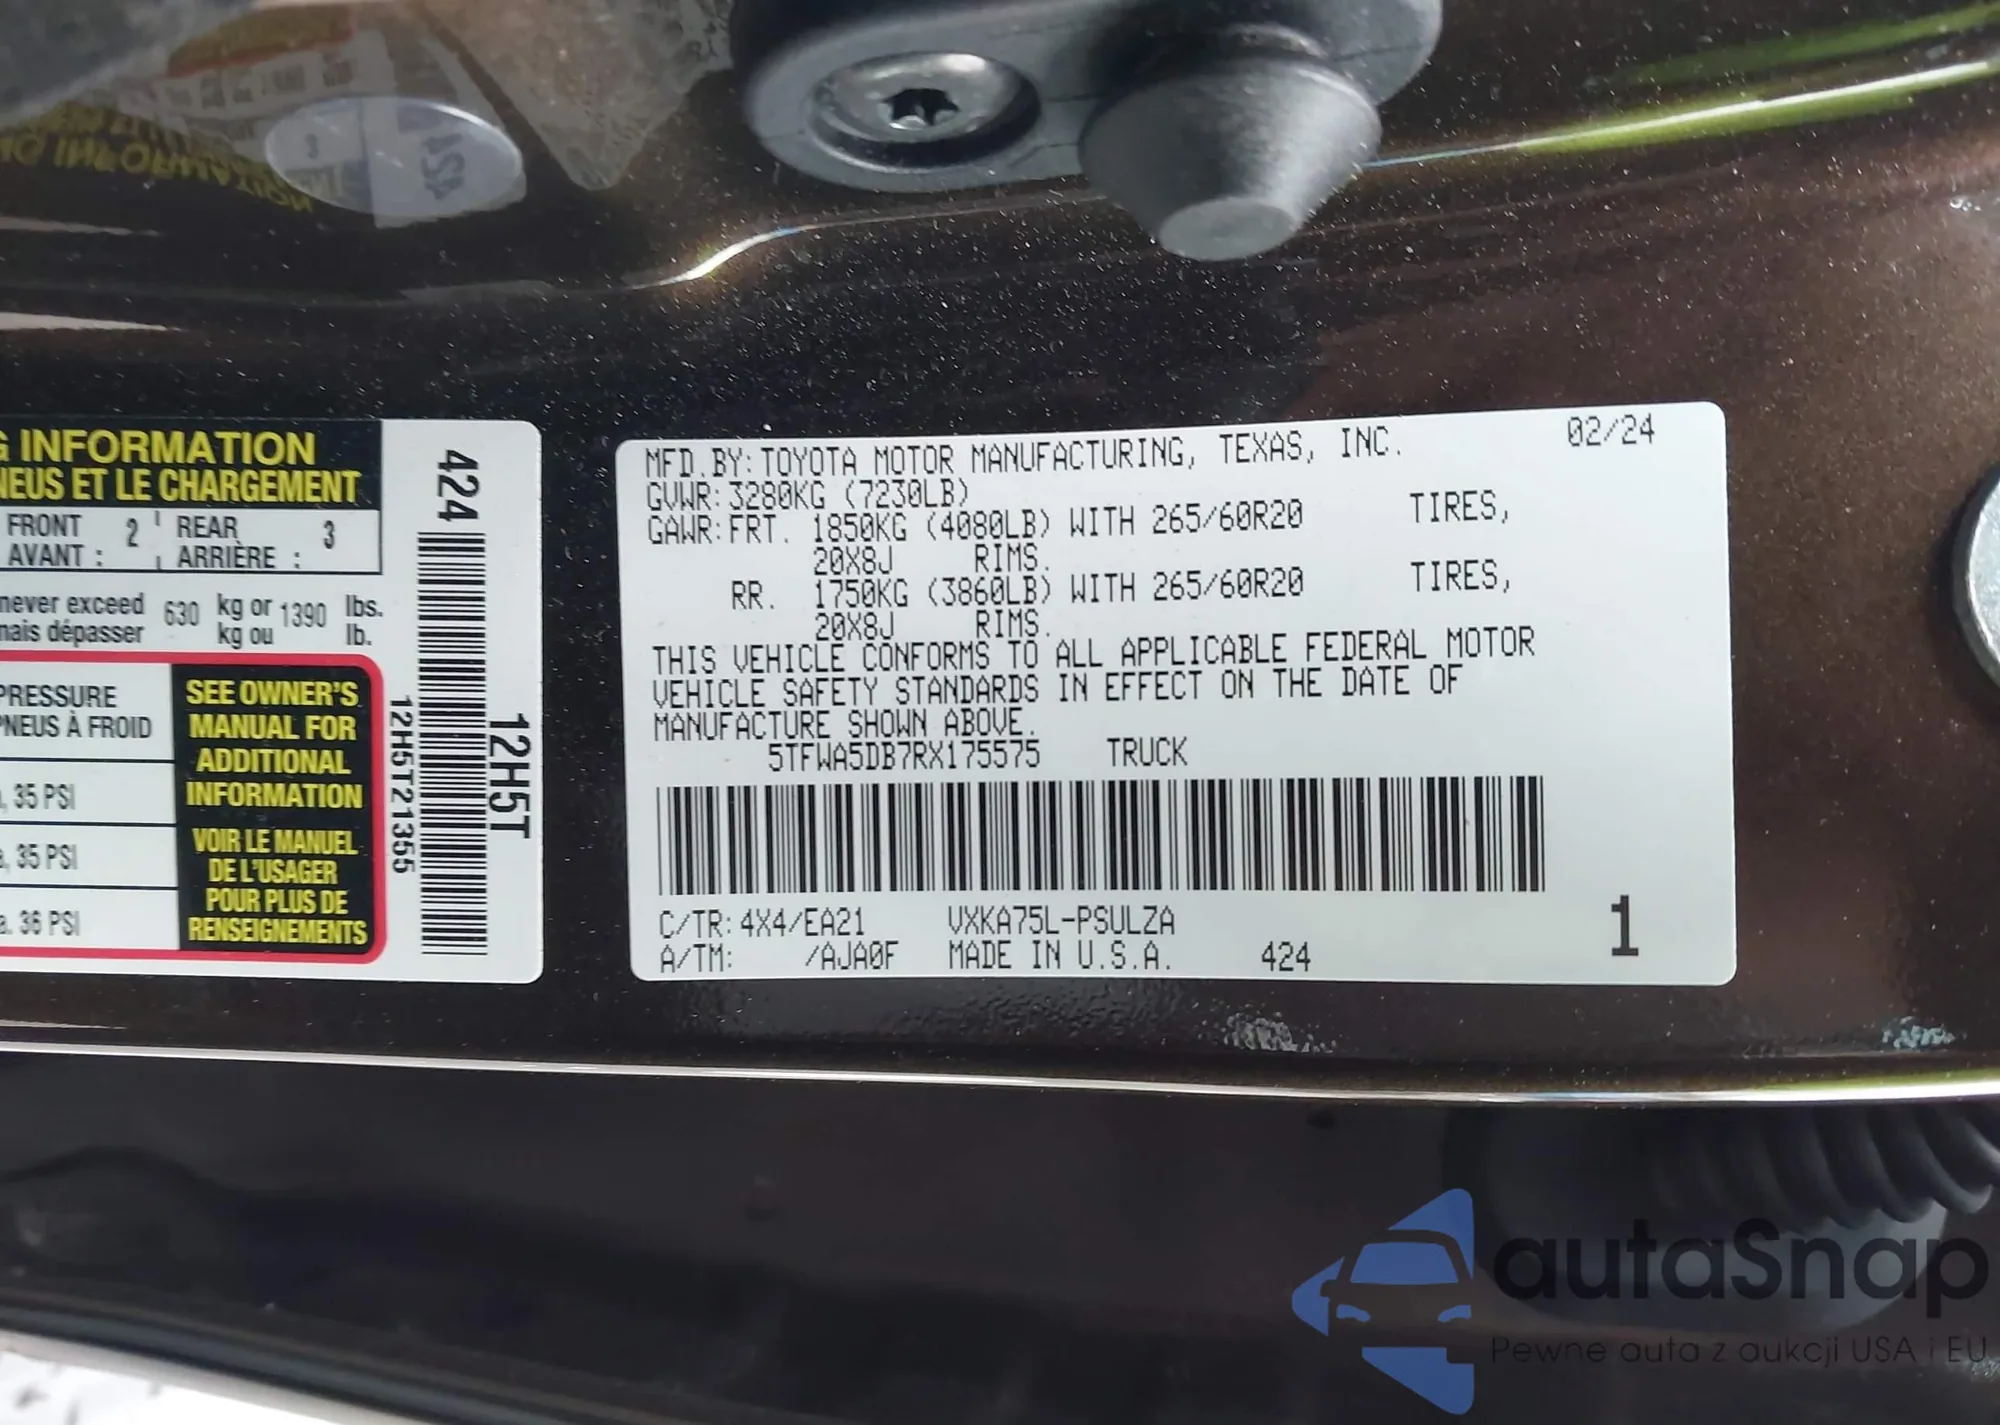 G INFORMATION
NEUS ET LE CHARGEMENT
FRONT 2 REAR 3
AVANT : ARRIÈRE :
never exceed 630 kg or 1390 lbs.
mais dépasser kg ou lb.
PRESSURE
PNEUS À FROID
, 35 PSI
, 35 PSI
a. 36 PSI
SEE OWNER'S
MANUAL FOR
ADDITIONAL
INFORMATION
VOIR LE MANUEL
DE L'USAGER
POUR PLUS DE
RENSEIGNEMENTS
424
12H5T21355
12H5T
MFD.BY:TOYOTA MOTOR MANUFACTURING, TEXAS, INC. 02/24
GVWR:3280KG (7230LB)
GAWR:FRT. 1850KG (4080LB) WITH 265/60R20 TIRES,
20X8J RIMS.
RR. 1750KG (3860LB) WITH 265/60R20 TIRES,
20X8J RIMS.
THIS VEHICLE CONFORMS TO ALL APPLICABLE FEDERAL MOTOR
VEHICLE SAFETY STANDARDS IN EFFECT ON THE DATE OF
MANUFACTURE SHOWN ABOVE.
5TFWA5DB7RX175575 TRUCK
C/TR:4X4/EA21 VXKA75L-PSULZA
A/TM: /AJA0F MADE IN U.S.A. 424
1
autaSnap
Pewne auta z aukcji USA i EU